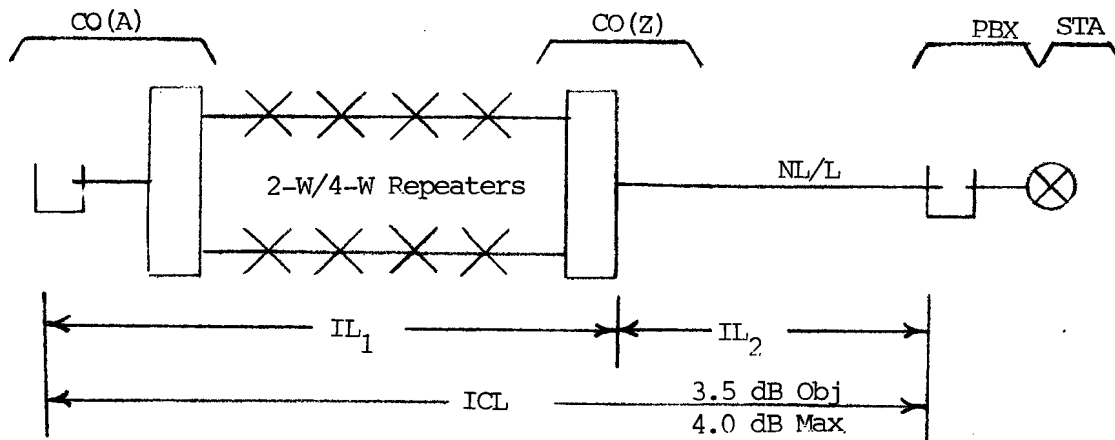 CO(A)
CO(Z)
PBX
STA
2-W/4-W Repeaters
NL/L
IL₁
IL₂
ICL
3.5 dB Obj
4.0 dB Max